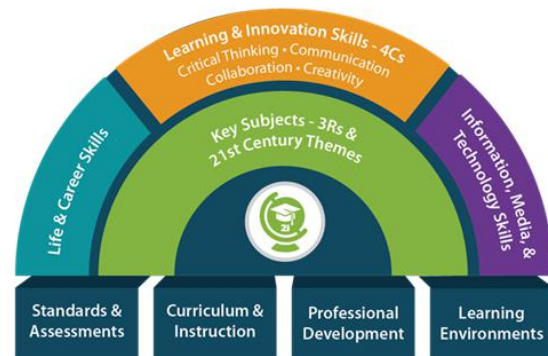 Learning & Innovation Skills - 4Cs
Critical Thinking • Communication
Collaboration • Creativity
Life & Career Skills
Key Subjects - 3Rs &
21st Century Themes
Information, Media, &
Technology Skills
21
Standards &
Assessments
Curriculum &
Instruction
Professional
Development
Learning
Environments